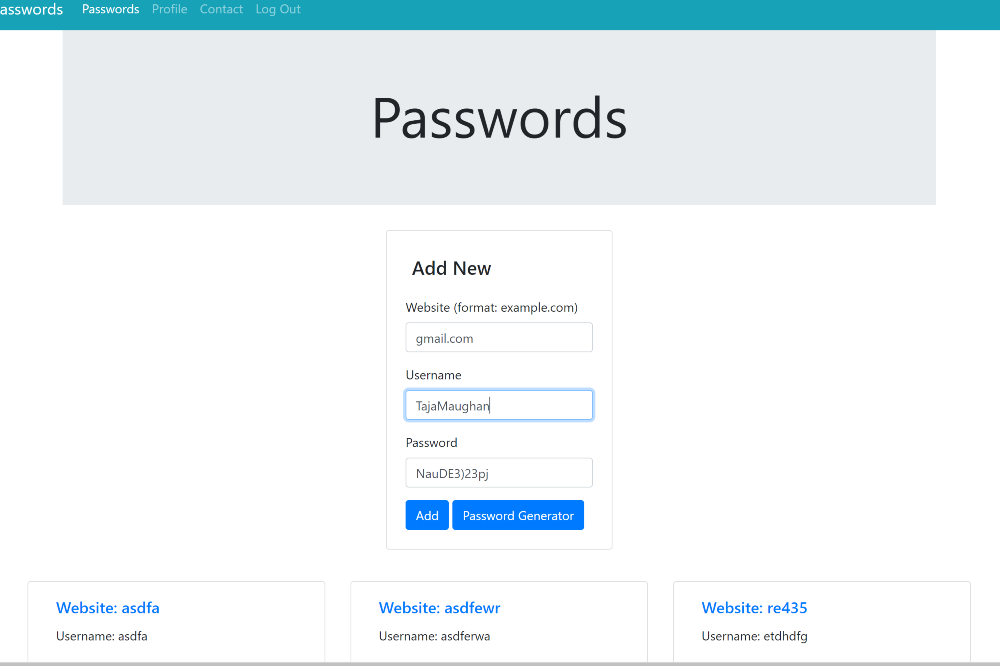 asswords Passwords Profile Contact Log Out
Passwords
Add New
Website (format: example.com)
gmail.com
Username
TajaMaughan
Password
NauDE3)23pj
Add Password Generator
Website: asdfa Website: asdfewr Website: re435
Username: asdfa Username: asdferwa Username: etdhdfg